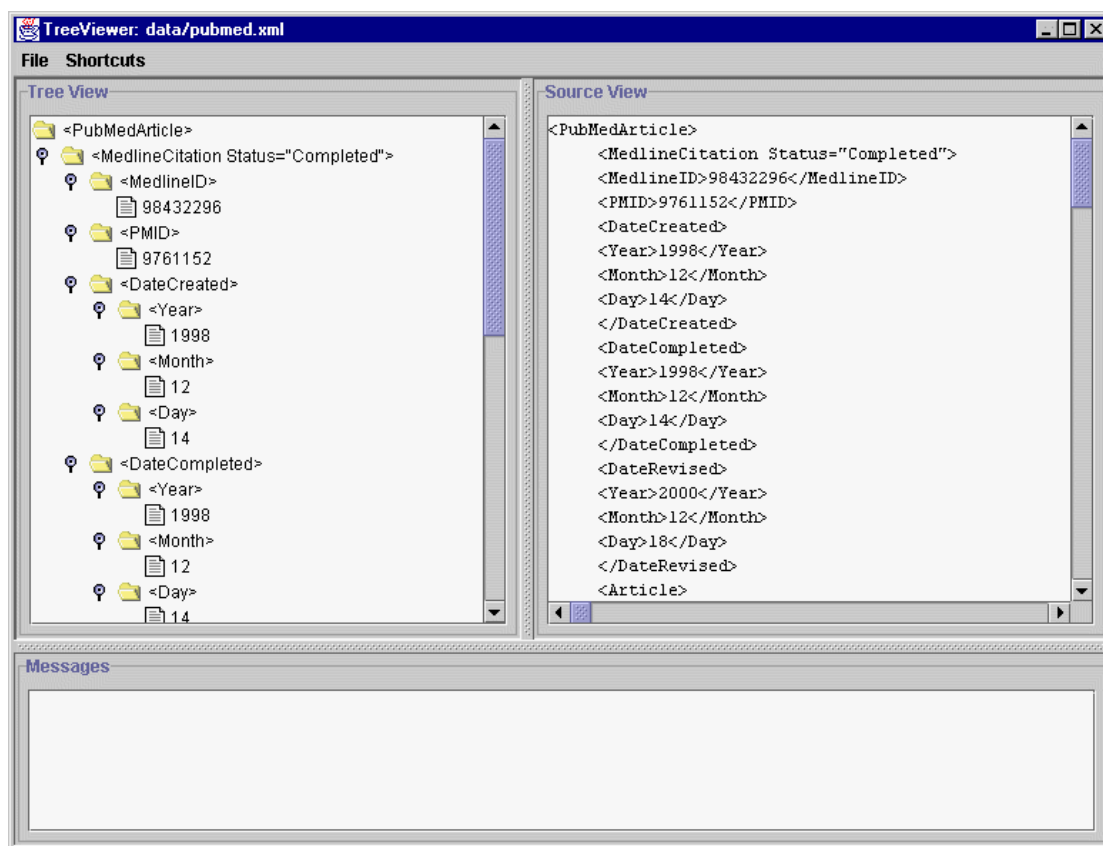 TreeViewer: data/pubmed.xml
File Shortcuts
Tree View
<PubMedArticle>
<MedlineCitation Status="Completed">
<MedlineID>
98432296
<PMID>
9761152
<DateCreated>
<Year>
1998
<Month>
12
<Day>
14
<DateCompleted>
<Year>
1998
<Month>
12
<Day>
14
Source View
<PubMedArticle>
<MedlineCitation Status="Completed">
<MedlineID>98432296</MedlineID>
<PMID>9761152</PMID>
<DateCreated>
<Year>1998</Year>
<Month>12</Month>
<Day>14</Day>
</DateCreated>
<DateCompleted>
<Year>1998</Year>
<Month>12</Month>
<Day>14</Day>
</DateCompleted>
<DateRevised>
<Year>2000</Year>
<Month>12</Month>
<Day>18</Day>
</DateRevised>
<Article>
Messages